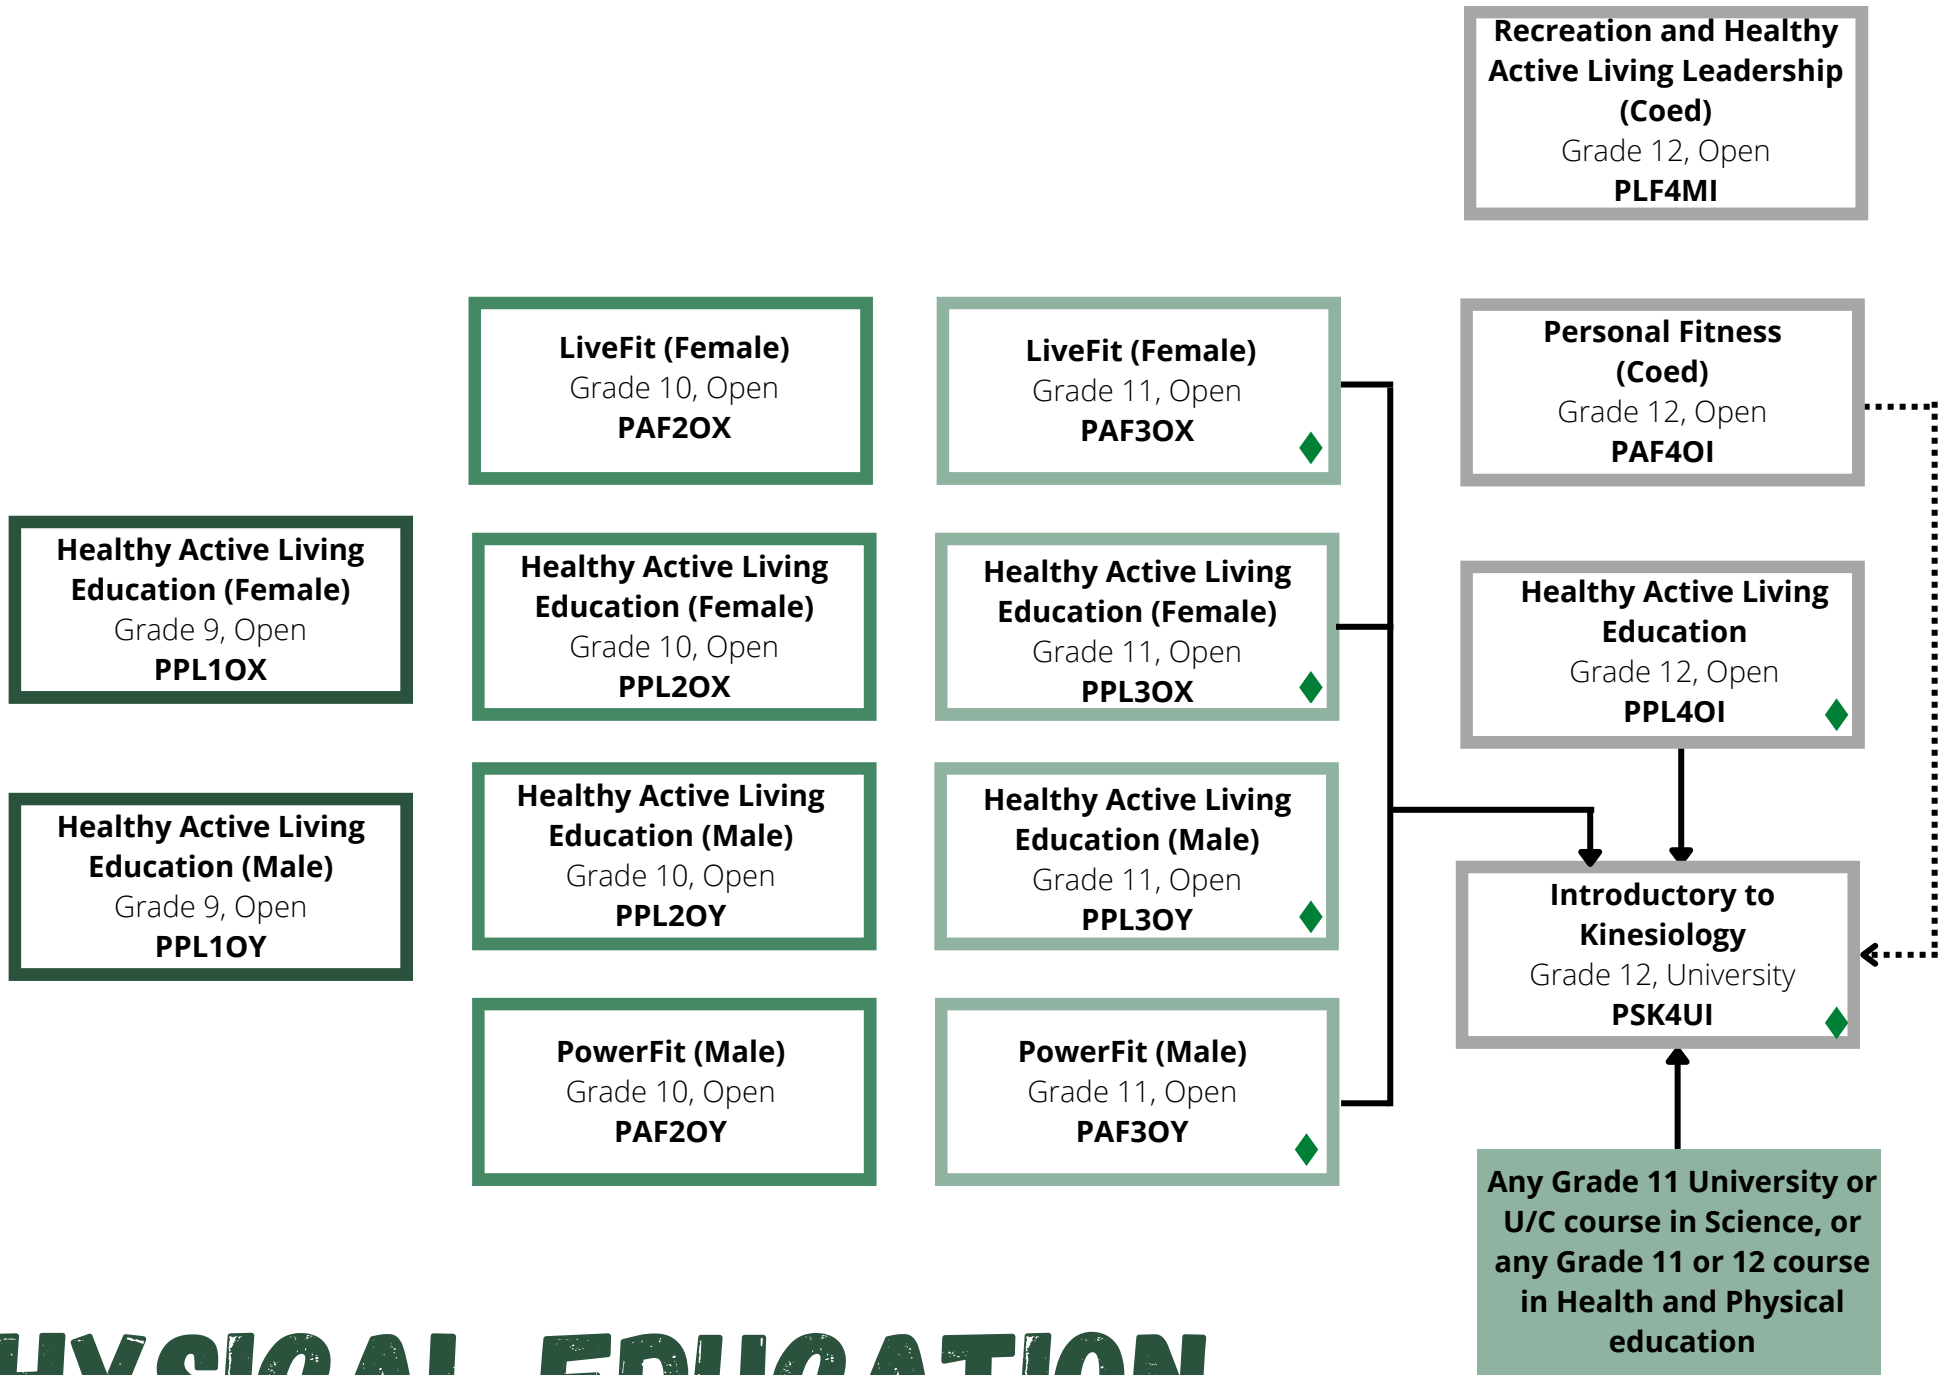 Recreation and Healthy
Active Living Leadership
(Coed)
Grade 12, Open
PLF4MI
LiveFit (Female)
Grade 10, Open
PAF2OX
LiveFit (Female)
Grade 11, Open
PAF3OX
Personal Fitness
(Coed)
Grade 12, Open
PAF4OI
Healthy Active Living
Education (Female)
Grade 9, Open
PPL1OX
Healthy Active Living
Education (Female)
Grade 10, Open
PPL2OX
Healthy Active Living
Education (Female)
Grade 11, Open
PPL3OX
Healthy Active Living
Education
Grade 12, Open
PPL4OI
Healthy Active Living
Education (Male)
Grade 9, Open
PPL1OY
Healthy Active Living
Education (Male)
Grade 10, Open
PPL2OY
Healthy Active Living
Education (Male)
Grade 11, Open
PPL3OY
Introductory to
Kinesiology
Grade 12, University
PSK4UI
PowerFit (Male)
Grade 10, Open
PAF2OY
PowerFit (Male)
Grade 11, Open
PAF3OY
Any Grade 11 University or
U/C course in Science, or
any Grade 11 or 12 course
in Health and Physical
education
HYSICAL EDUCATION